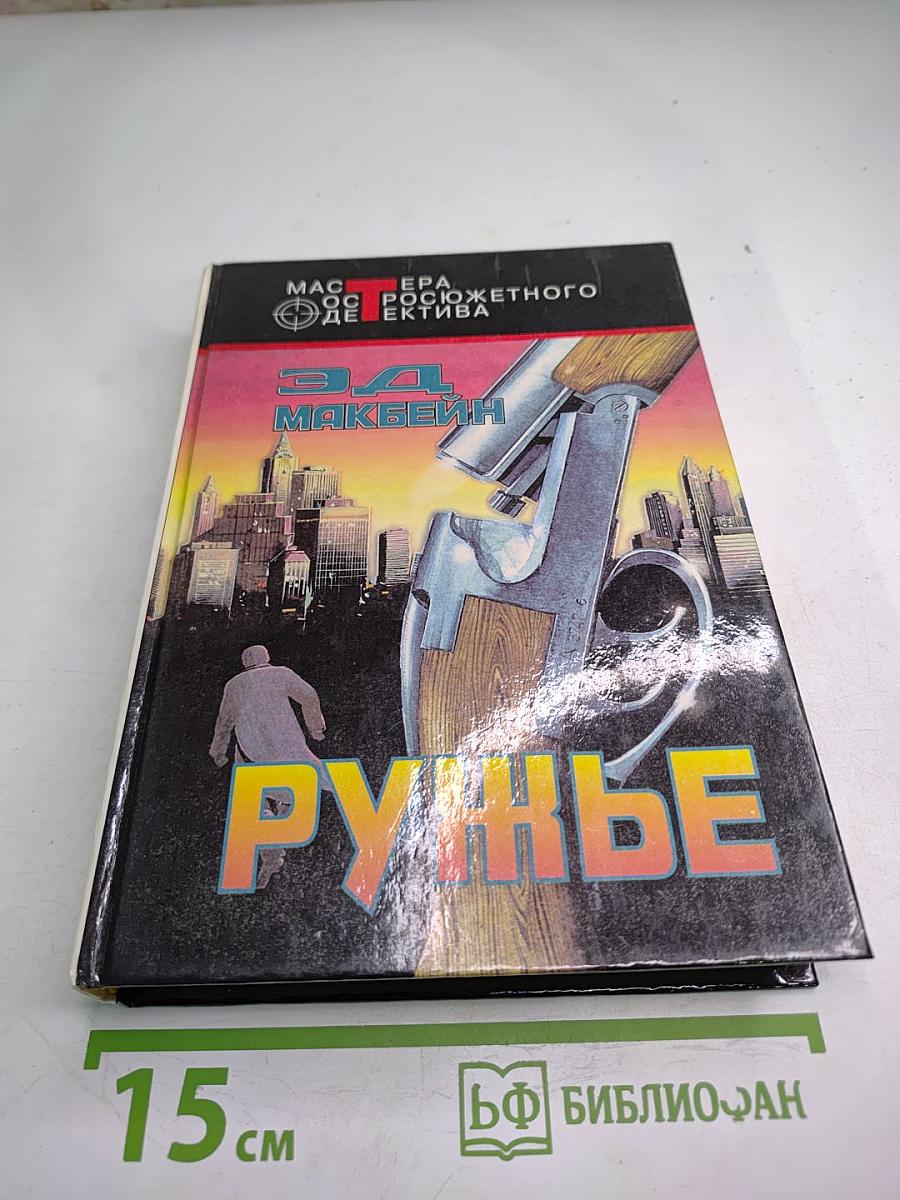 МАСТЕРА
ОСТРОСЮЖЕТНОГО
ДЕТЕКТИВА
ЭД
МАКБЕЙН
РУЖЬЕ
15 см
БФ БИБЛИОФАН